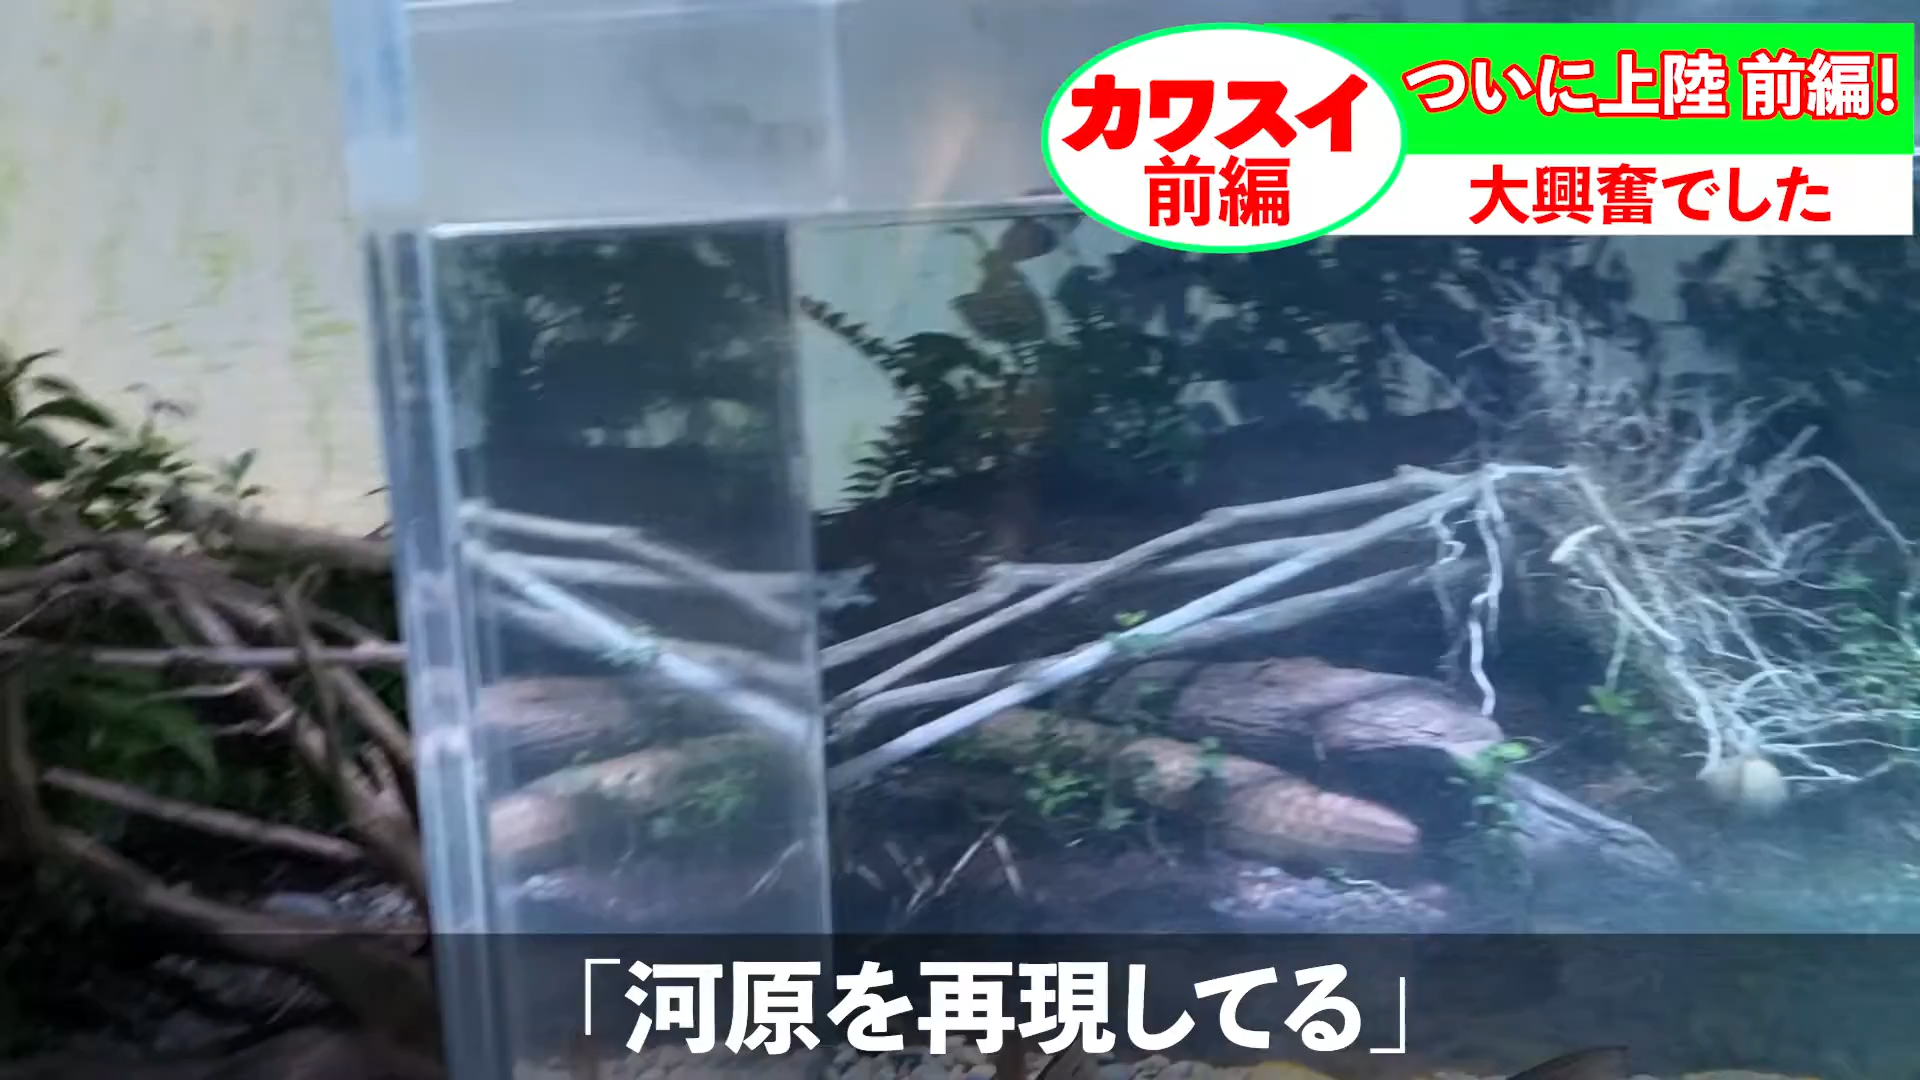 カワスイ
前編
ついに上陸 前編!
大興奮でした
「河原を再現してる」